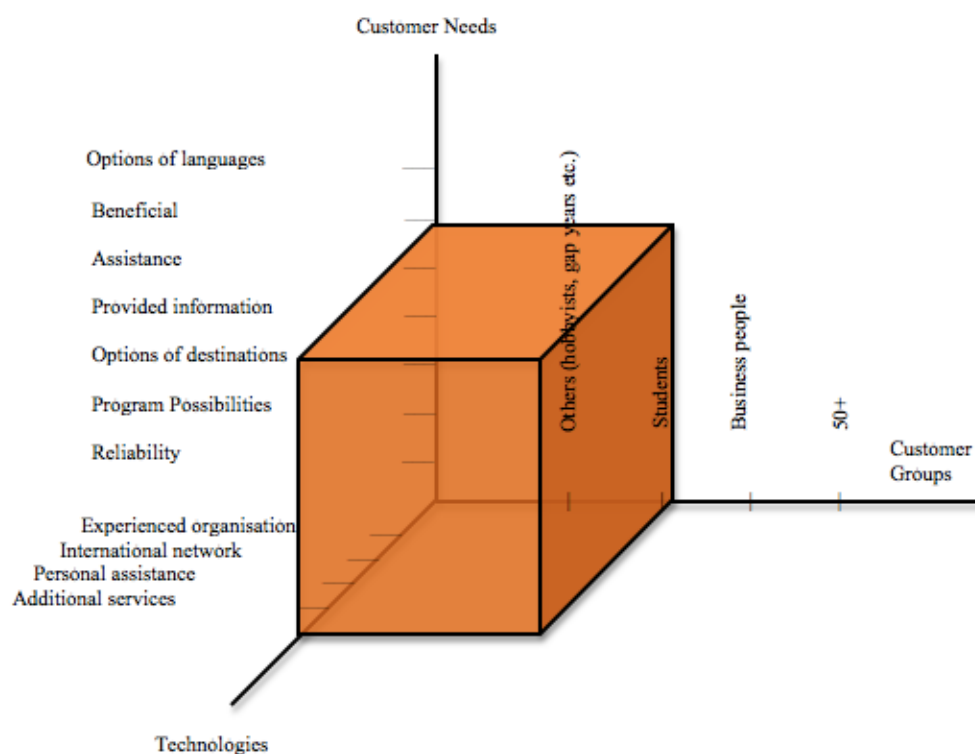 Customer Needs
Options of languages
Beneficial
Assistance
Provided information
Options of destinations
Program Possibilities
Reliability
Others (hobbyists, gap years etc.)
Students
Business people
50+
Customer
Groups
Experienced organisation
International network
Personal assistance
Additional services
Technologies